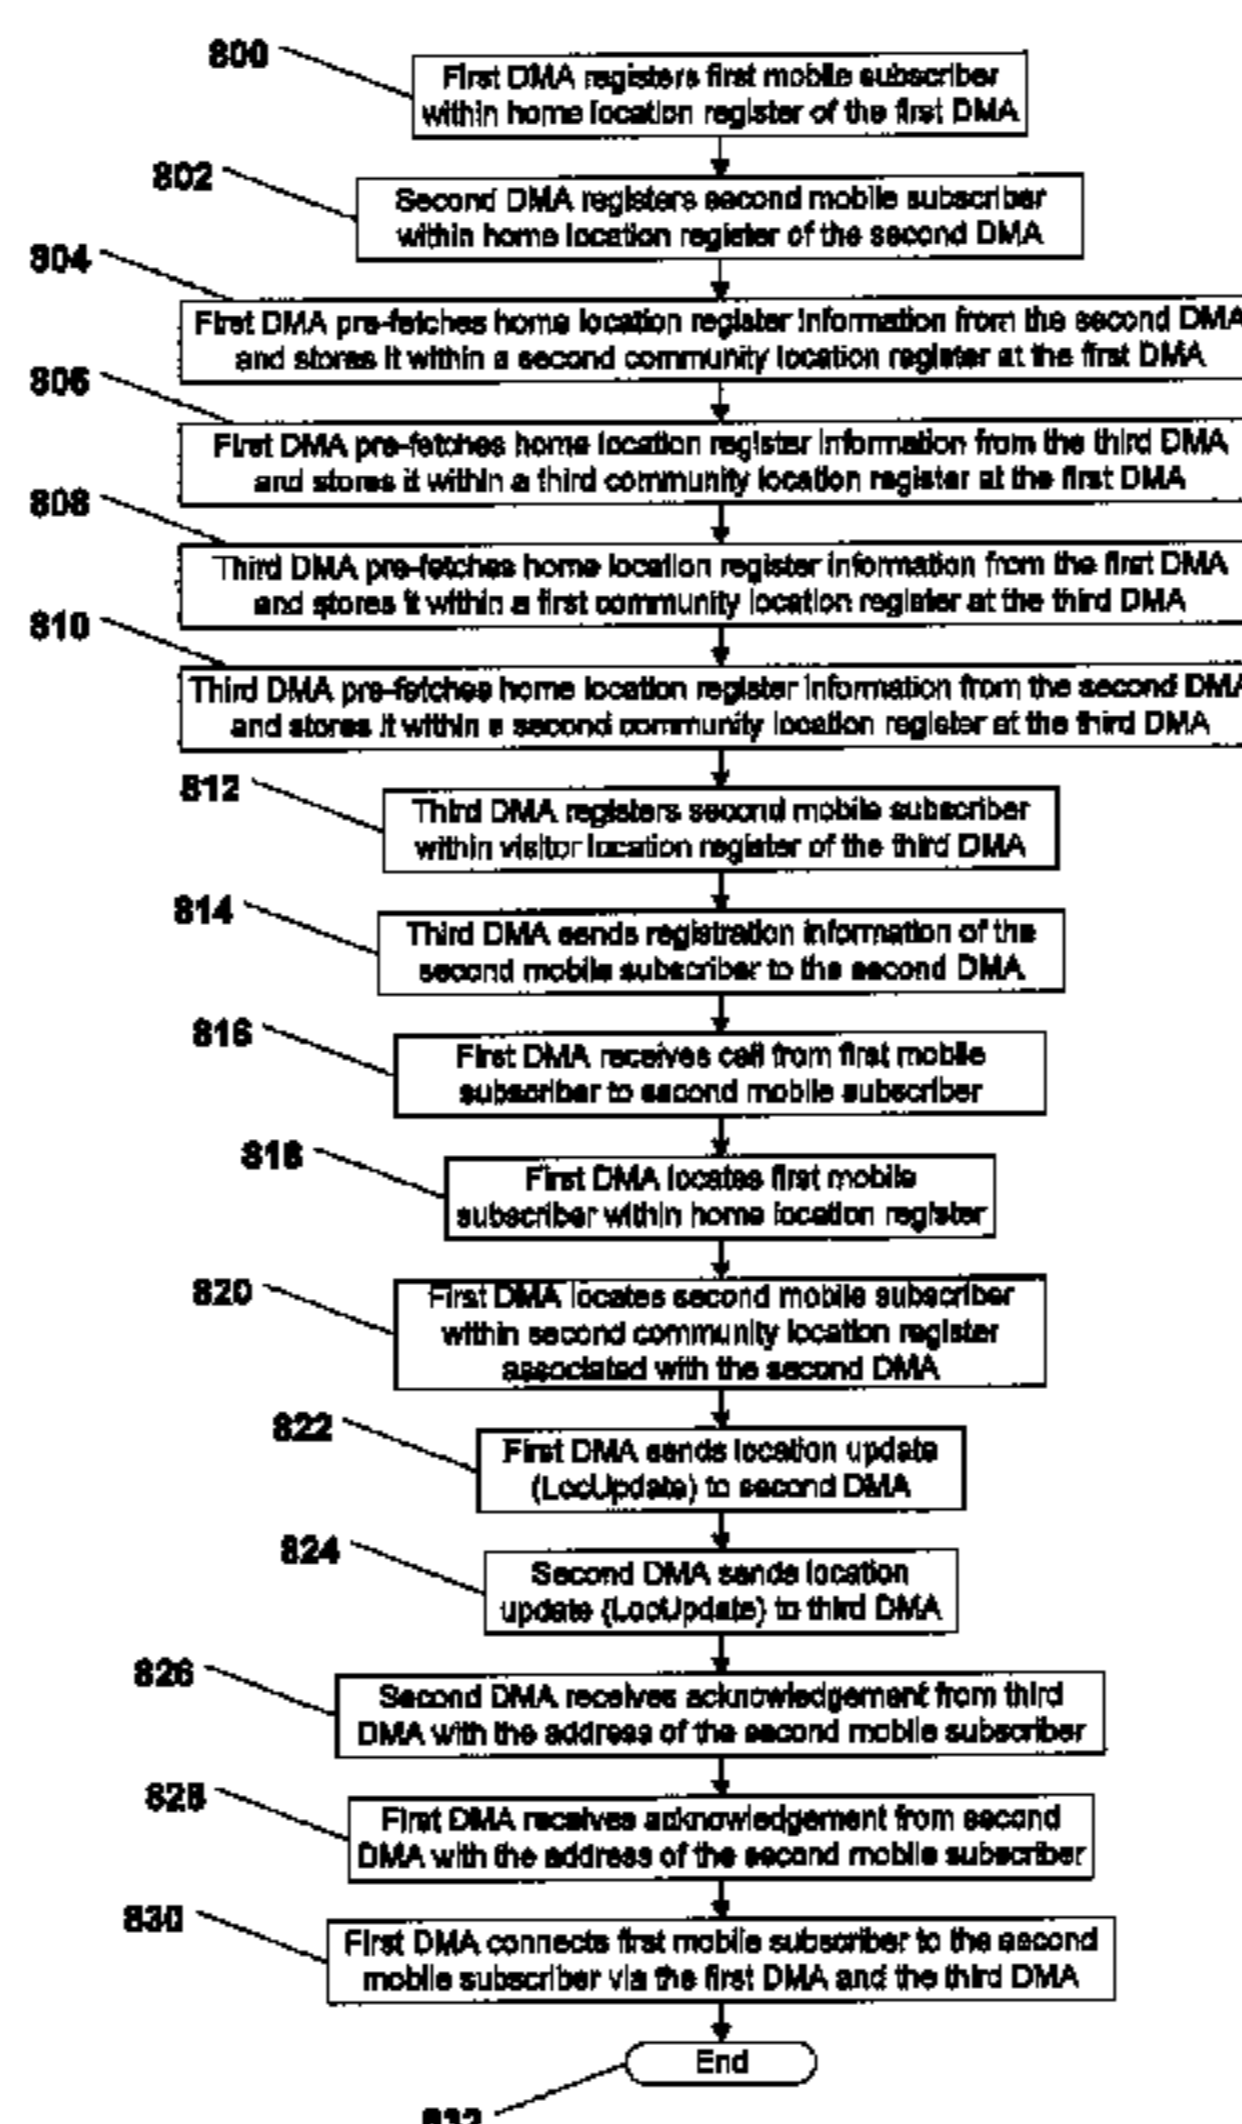 800
First DMA registers first mobile subscriber
within home location register of the first DMA
802
Second DMA registers second mobile subscriber
within home location register of the second DMA
804
First DMA pre-fetches home location register information from the second DMA
and stores it within a second community location register at the first DMA
806
First DMA pre-fetches home location register information from the third DMA
and stores it within a third community location register at the first DMA
808
Third DMA pre-fetches home location register information from the first DMA
and stores it within a first community location register at the third DMA
810
Third DMA pre-fetches home location register information from the second DMA
and stores it within a second community location register at the third DMA
812
Third DMA registers second mobile subscriber
within visitor location register of the third DMA
814
Third DMA sends registration information of the
second mobile subscriber to the second DMA
816
First DMA receives call from first mobile
subscriber to second mobile subscriber
818
First DMA locates first mobile
subscriber within home location register
820
First DMA locates second mobile subscriber
within second community location register
associated with the second DMA
822
First DMA sends location update
(LocUpdate) to second DMA
824
Second DMA sends location
update (LocUpdate) to third DMA
826
Second DMA receives acknowledgement from third
DMA with the address of the second mobile subscriber
828
First DMA receives acknowledgement from second
DMA with the address of the second mobile subscriber
830
First DMA connects first mobile subscriber to the second
mobile subscriber via the first DMA and the third DMA
End
832